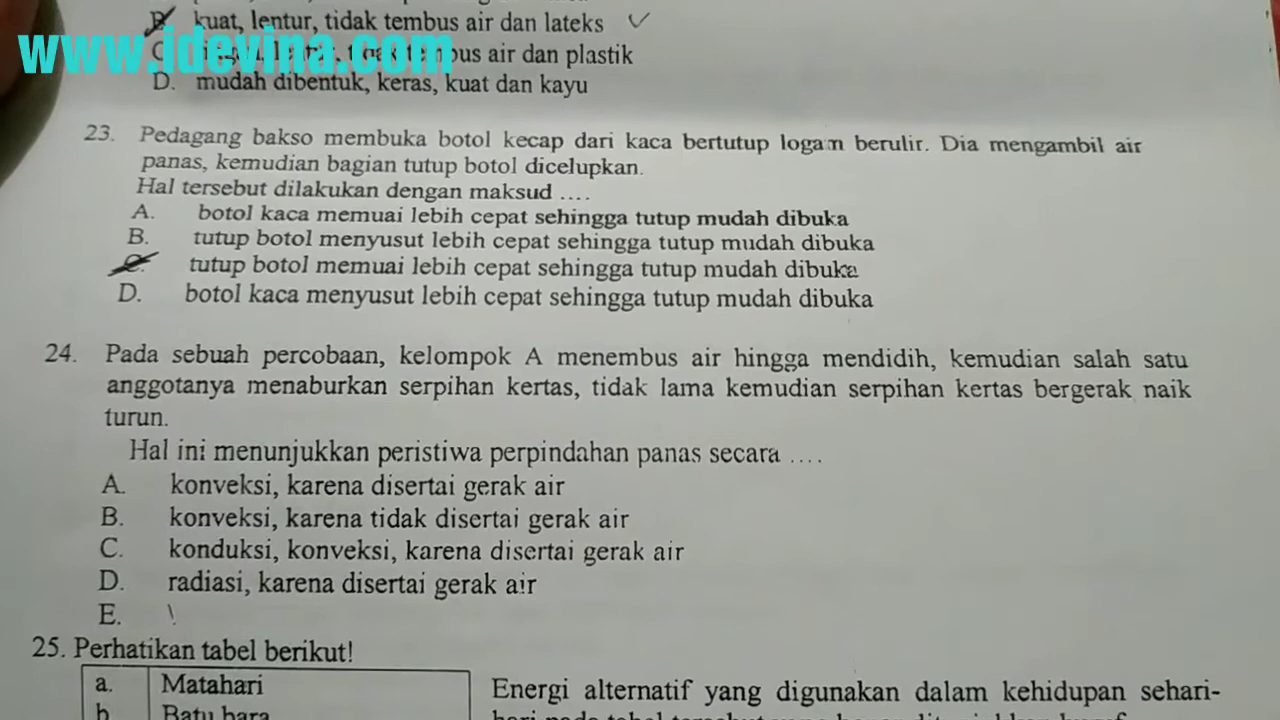 B. kuat, lentur, tidak tembus air dan lateks
www.idevina.com
C. tembus air dan plastik
D. mudah dibentuk, keras, kuat dan kayu
23. Pedagang bakso membuka botol kecap dari kaca bertutup logam berulir. Dia mengambil air
panas, kemudian bagian tutup botol dicelupkan.
Hal tersebut dilakukan dengan maksud ....
A. botol kaca memuai lebih cepat sehingga tutup mudah dibuka
B. tutup botol menyusut lebih cepat sehingga tutup mudah dibuka
C. tutup botol memuai lebih cepat sehingga tutup mudah dibuka
D. botol kaca menyusut lebih cepat sehingga tutup mudah dibuka
24. Pada sebuah percobaan, kelompok A menembus air hingga mendidih, kemudian salah satu
anggotanya menaburkan serpihan kertas, tidak lama kemudian serpihan kertas bergerak naik
turun.
Hal ini menunjukkan peristiwa perpindahan panas secara ....
A. konveksi, karena disertai gerak air
B. konveksi, karena tidak disertai gerak air
C. konduksi, konveksi, karena disertai gerak air
D. radiasi, karena disertai gerak air
E. \
25. Perhatikan tabel berikut!
a. Matahari
Energi alternatif yang digunakan dalam kehidupan sehari-
b Batu bara